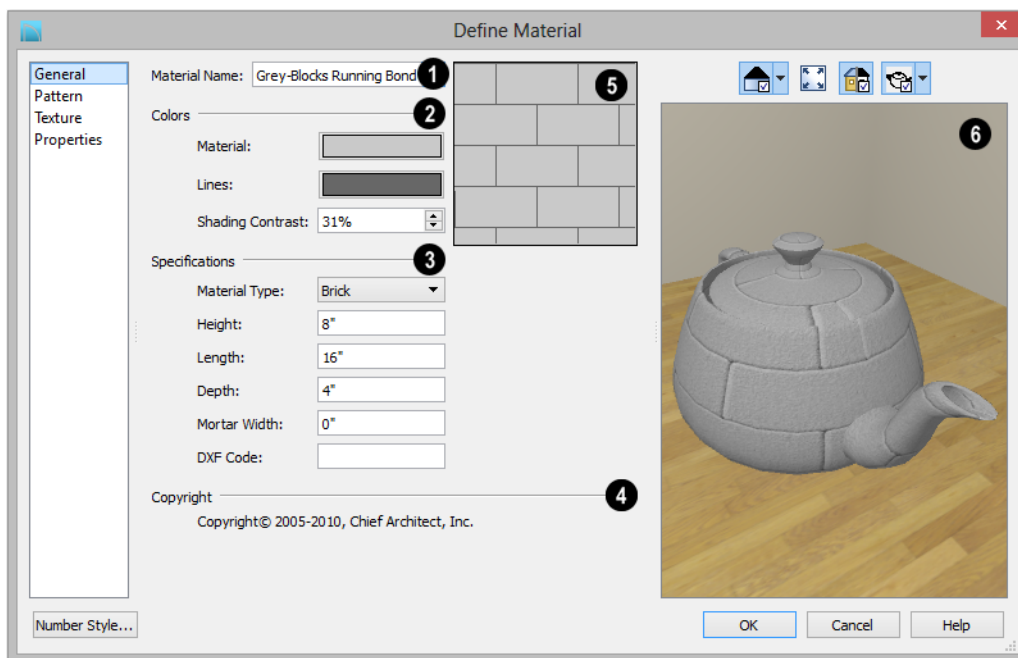 Define Material
General
Pattern
Texture
Properties
Material Name: Grey-Blocks Running Bond 1
Colors 2
Material:
Lines:
Shading Contrast: 31%
Specifications 3
Material Type: Brick
Height: 8"
Length: 16"
Depth: 4"
Mortar Width: 0"
DXF Code:
Copyright 4
Copyright© 2005-2010, Chief Architect, Inc.
5
6
Number Style...
OK Cancel Help